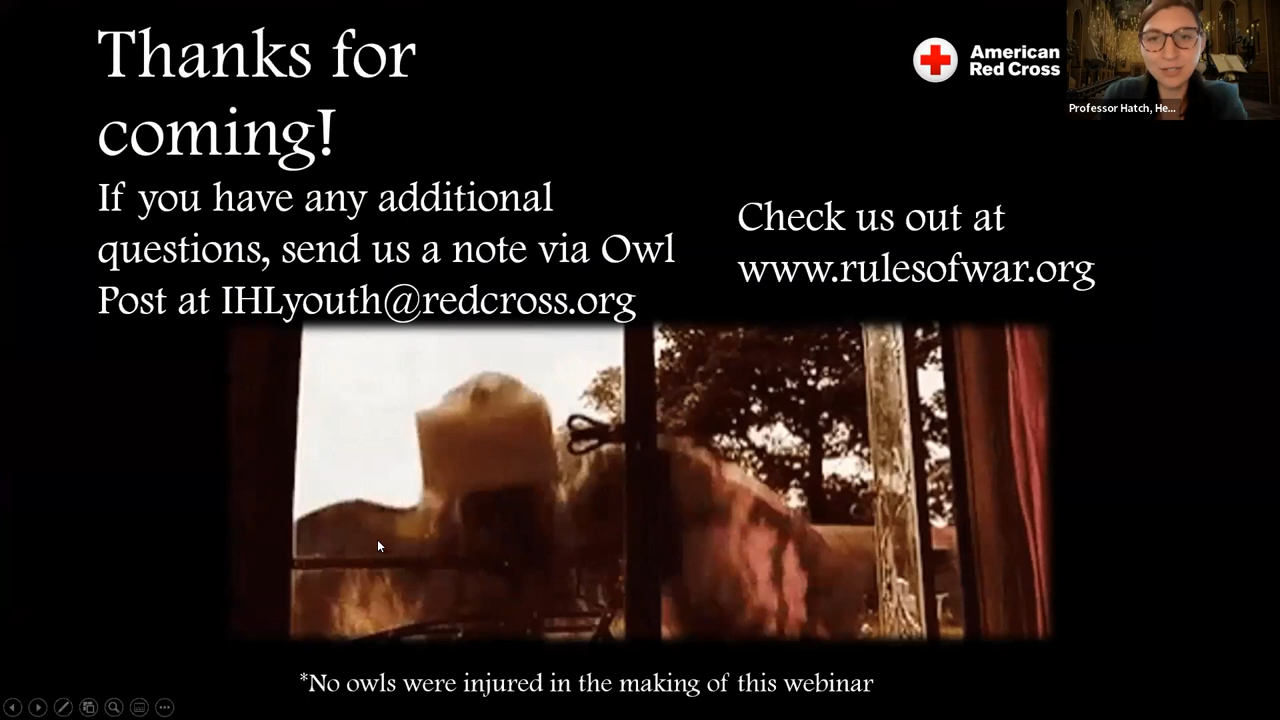 Thanks for
coming!
If you have any additional
questions, send us a note via Owl
Post at IHLyouth@redcross.org
American
Red Cross
Professor Hatch, He...
Check us out at
www.rulesofwar.org
*No owls were injured in the making of this webinar